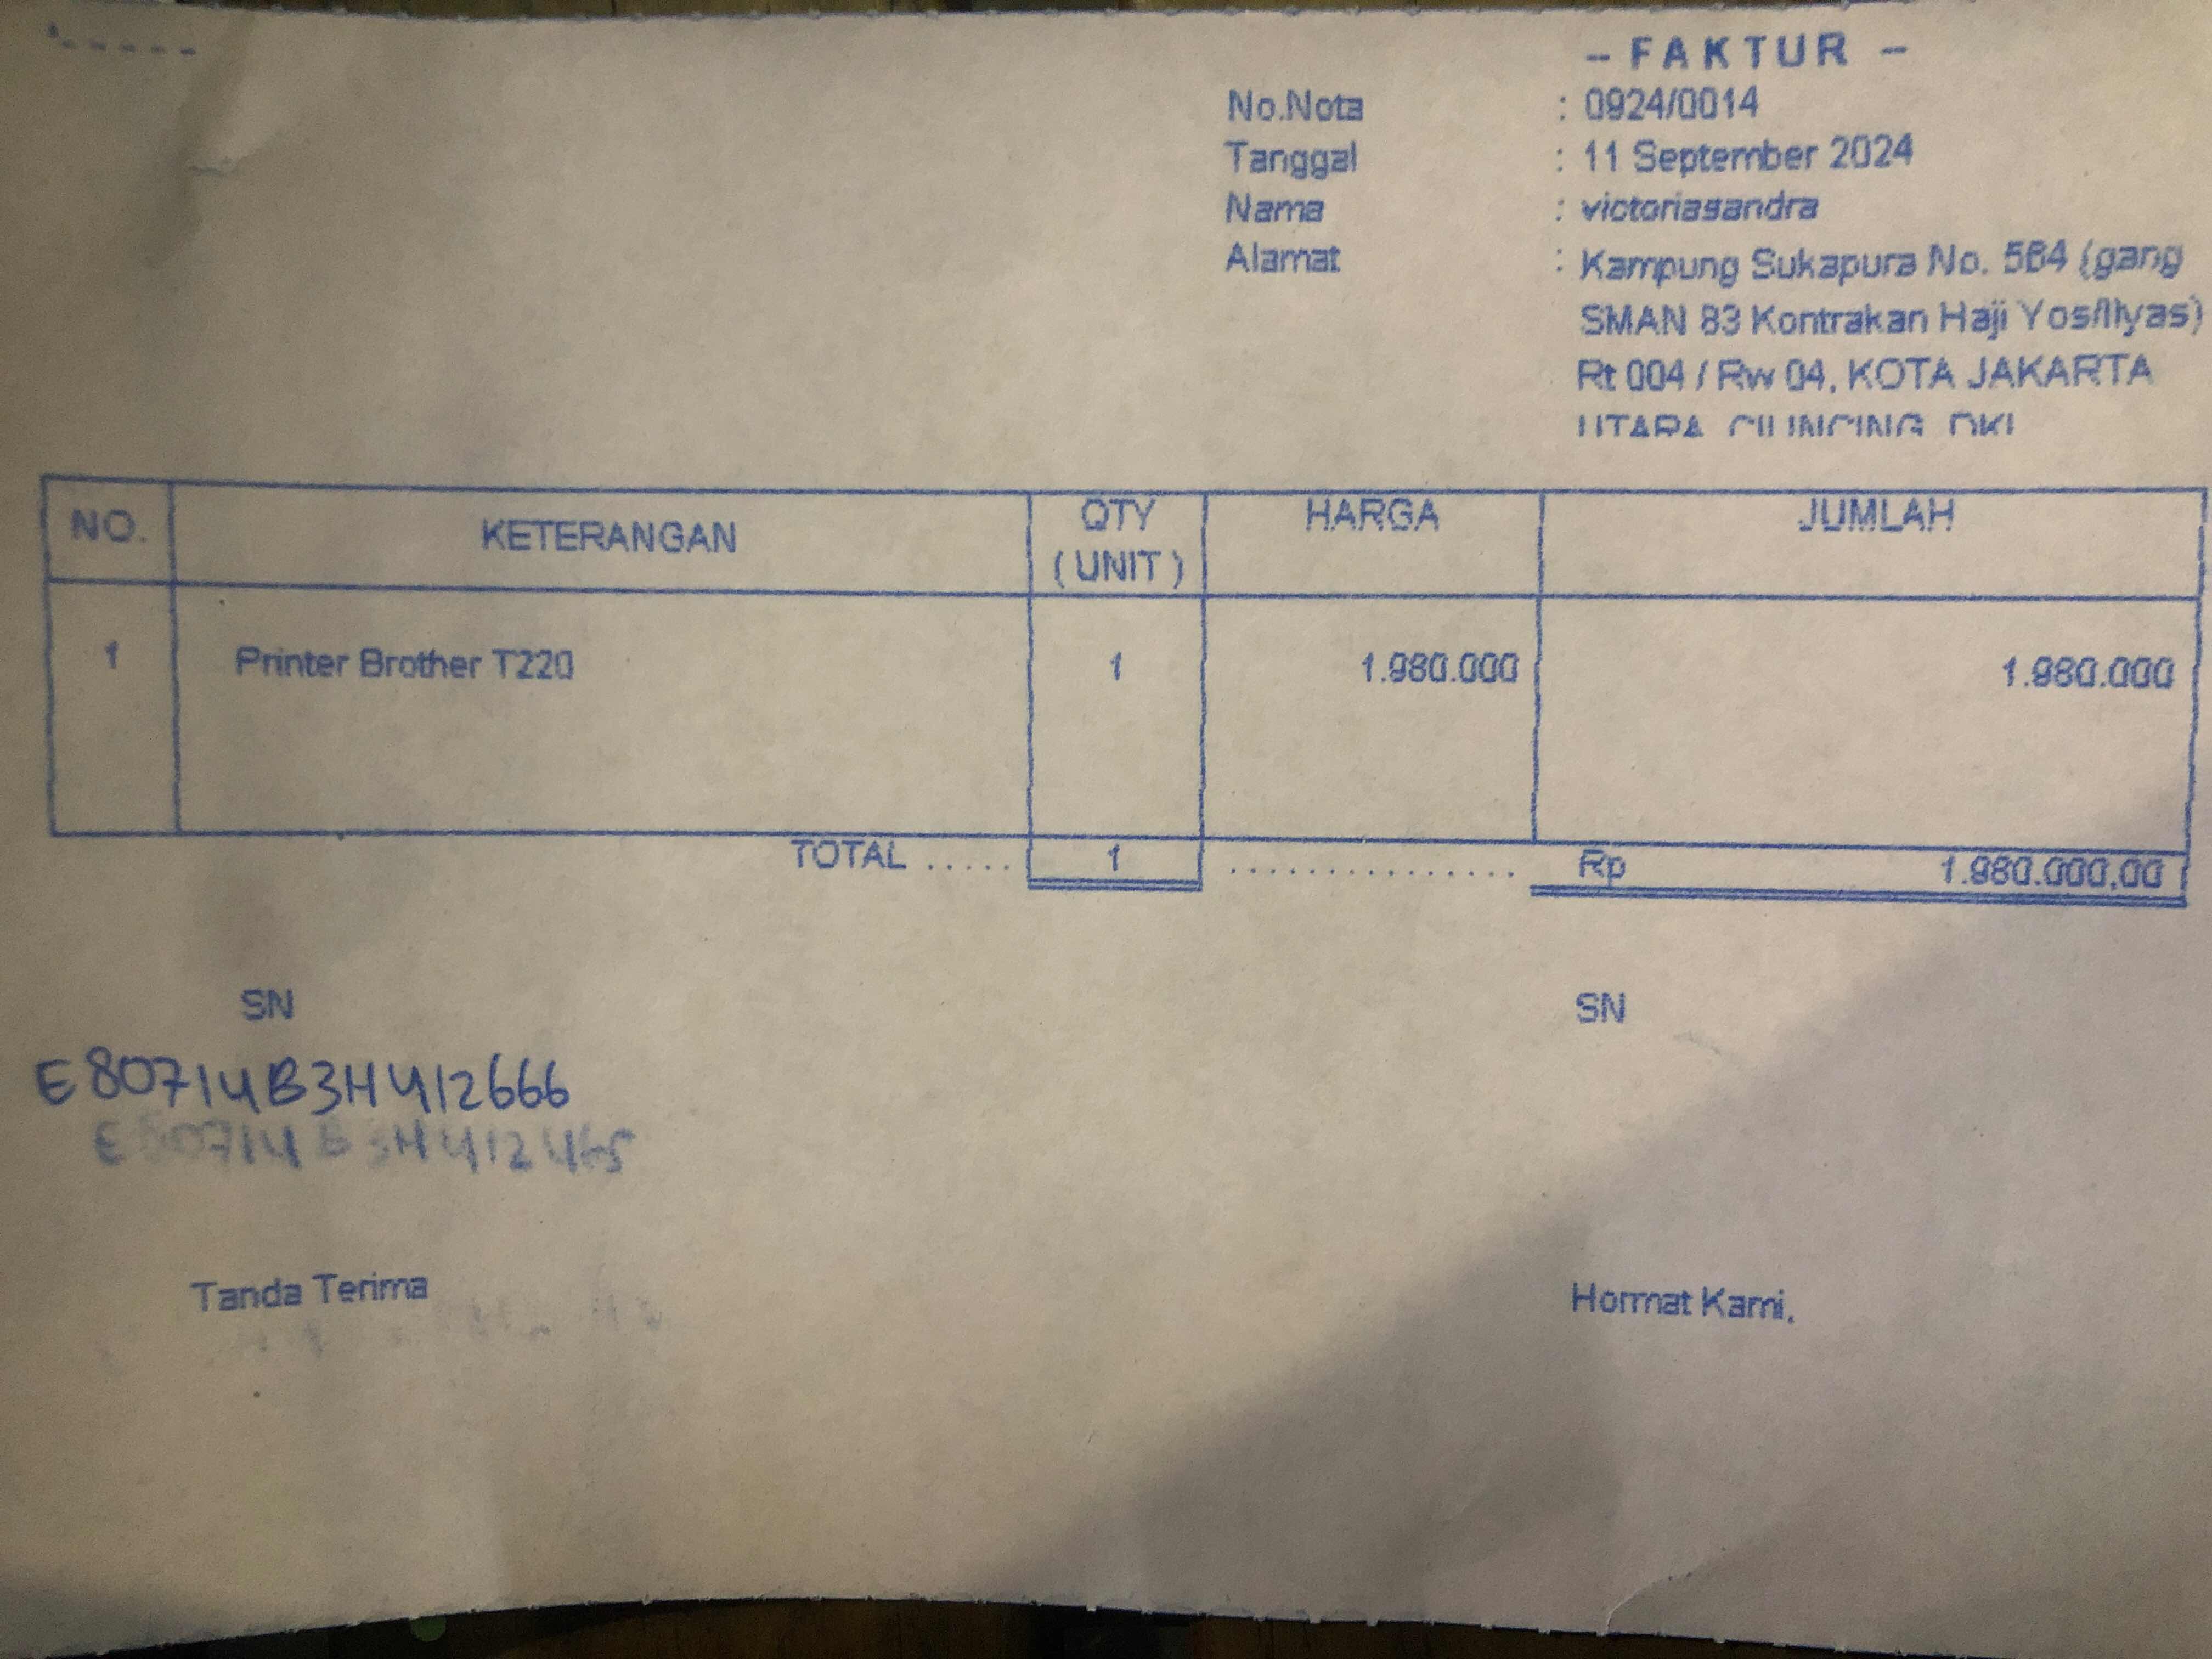 - FAKTUR -
No.Nota : 0924/0014
Tanggal : 11 September 2024
Nama : victoriasandra
Alamat : Kampung Sukapura No. 564 (gang
SMAN 83 Kontrakan Haji Yos/Ilyas)
Rt 004 / Rw 04, KOTA JAKARTA
UTARA, CILINCING, DKI
NO. KETERANGAN QTY (UNIT) HARGA JUMLAH
1 Printer Brother T220 1 1.980.000 1.980.000
TOTAL ..... 1 ............... Rp 1.980.000,00
SN SN
E80714B3H412666
Tanda Terima Hormat Kami,